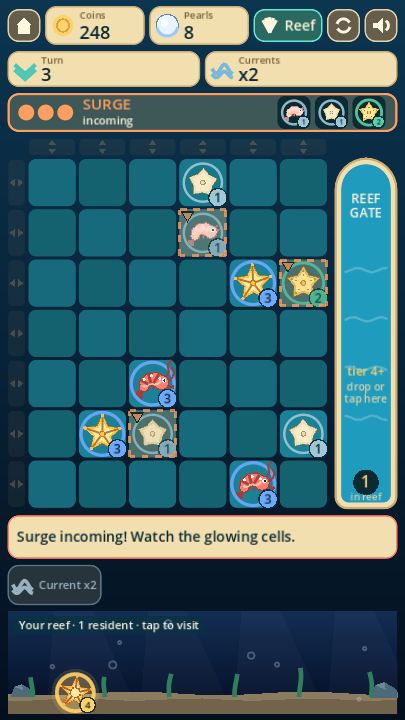 Coins
248
Pearls
8
Reef
Turn
3
Currents
x2
SURGE
incoming
1
1
2
1
1
3
2
3
3
1
1
3
REEF
GATE
tier 4+
drop or
tap here
1
in reef
Surge incoming! Watch the glowing cells.
Current x2
Your reef · 1 resident · tap to visit
4